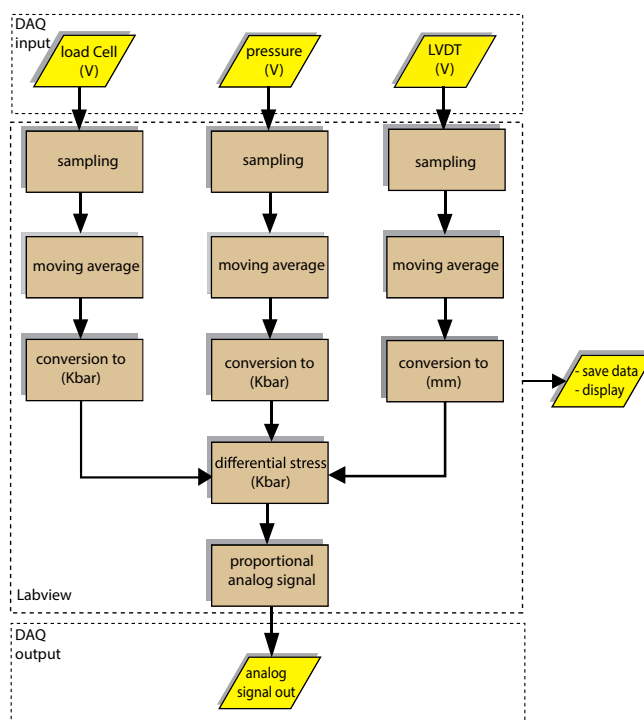 DAQ
input
load Cell
(V)
pressure
(V)
LVDT
(V)
sampling
sampling
sampling
moving average
moving average
moving average
conversion to
(Kbar)
conversion to
(Kbar)
conversion to
(mm)
- save data
- display
differential stress
(Kbar)
proportional
analog signal
Labview
DAQ
output
analog
signal out